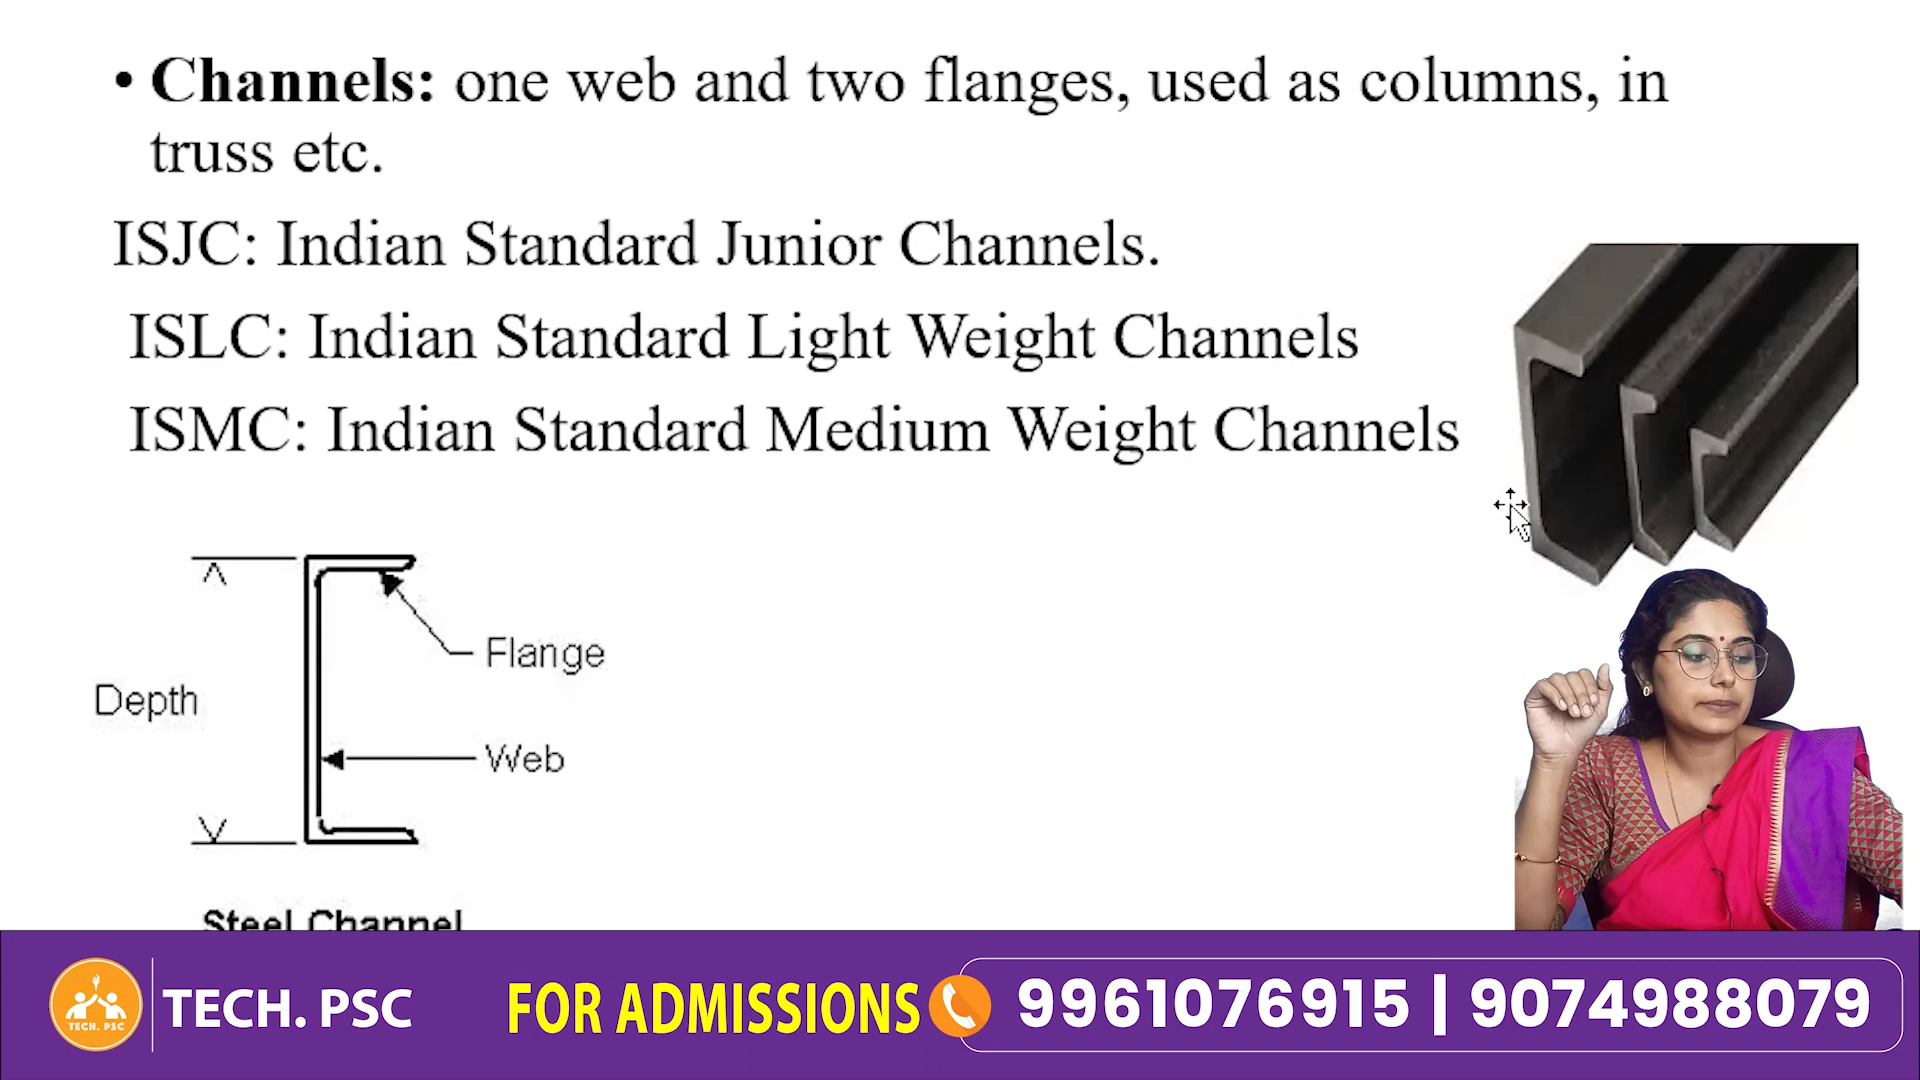 • Channels: one web and two flanges, used as columns, in
truss etc.
ISJC: Indian Standard Junior Channels.
ISLC: Indian Standard Light Weight Channels
ISMC: Indian Standard Medium Weight Channels
Flange
Depth
Web
Steel Channel
TECH. PSC
TECH. PSC
FOR ADMISSIONS
9961076915 | 9074988079